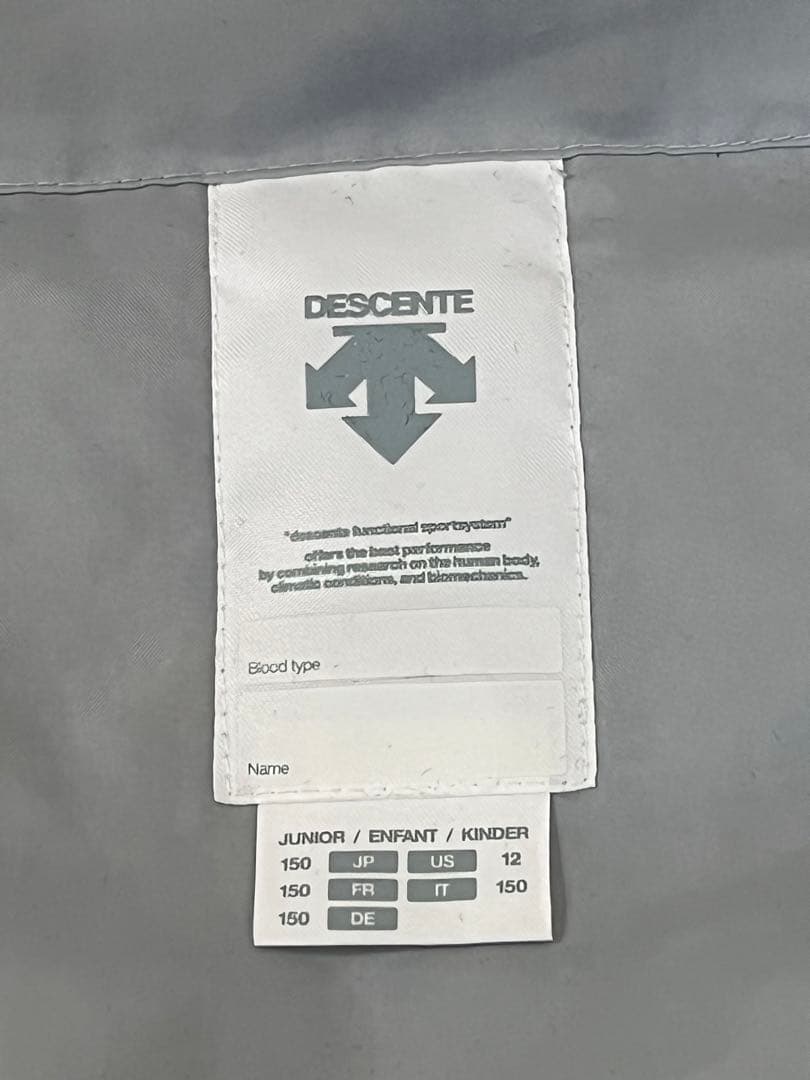 DESCENTE
"descente functional sportsystem"
offers the best performance
by combining research on the human body,
climatic conditions, and biomechanics.
Blood type
Name
JUNIOR / ENFANT / KINDER
150 JP US 12
150 FR IT 150
150 DE